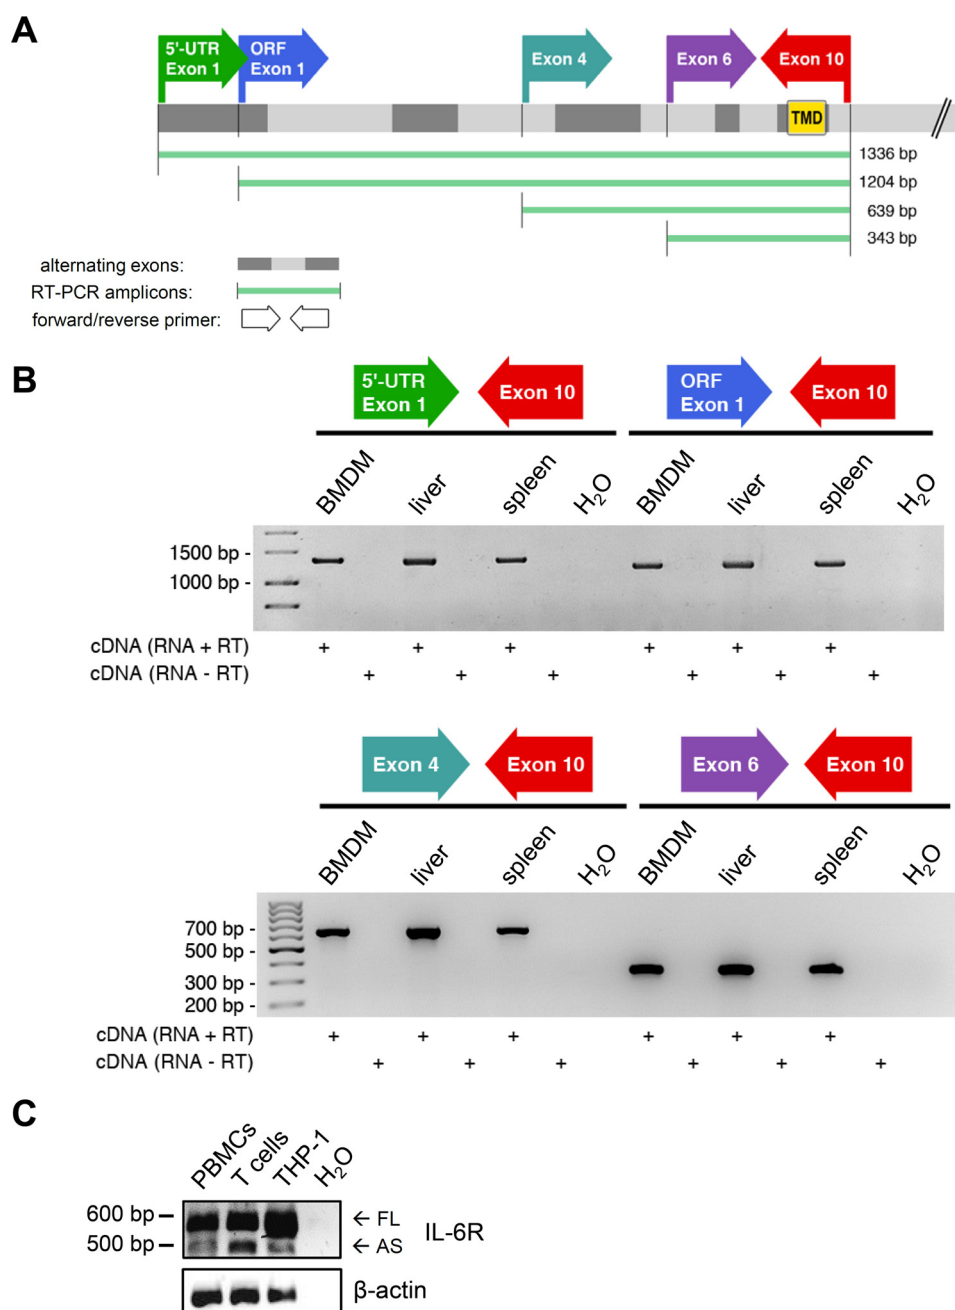 A
5'-UTR
Exon 1
ORF
Exon 1
Exon 4
Exon 6
Exon 10
TMD
1336 bp
1204 bp
639 bp
343 bp
alternating exons:
RT-PCR amplicons:
forward/reverse primer:
B
5'-UTR
Exon 1
Exon 10
ORF
Exon 1
Exon 10
BMDM liver spleen H₂O BMDM liver spleen H₂O
1500 bp -
1000 bp -
cDNA (RNA + RT) + + + + + +
cDNA (RNA - RT) + + + + + +
Exon 4 Exon 10 Exon 6 Exon 10
BMDM liver spleen H₂O BMDM liver spleen H₂O
700 bp -
500 bp -
300 bp -
200 bp -
cDNA (RNA + RT) + + + + + +
cDNA (RNA - RT) + + + + + +
C
PBMCs T cells THP-1 H₂O
600 bp – ← FL
IL-6R
500 bp – ← AS
β-actin